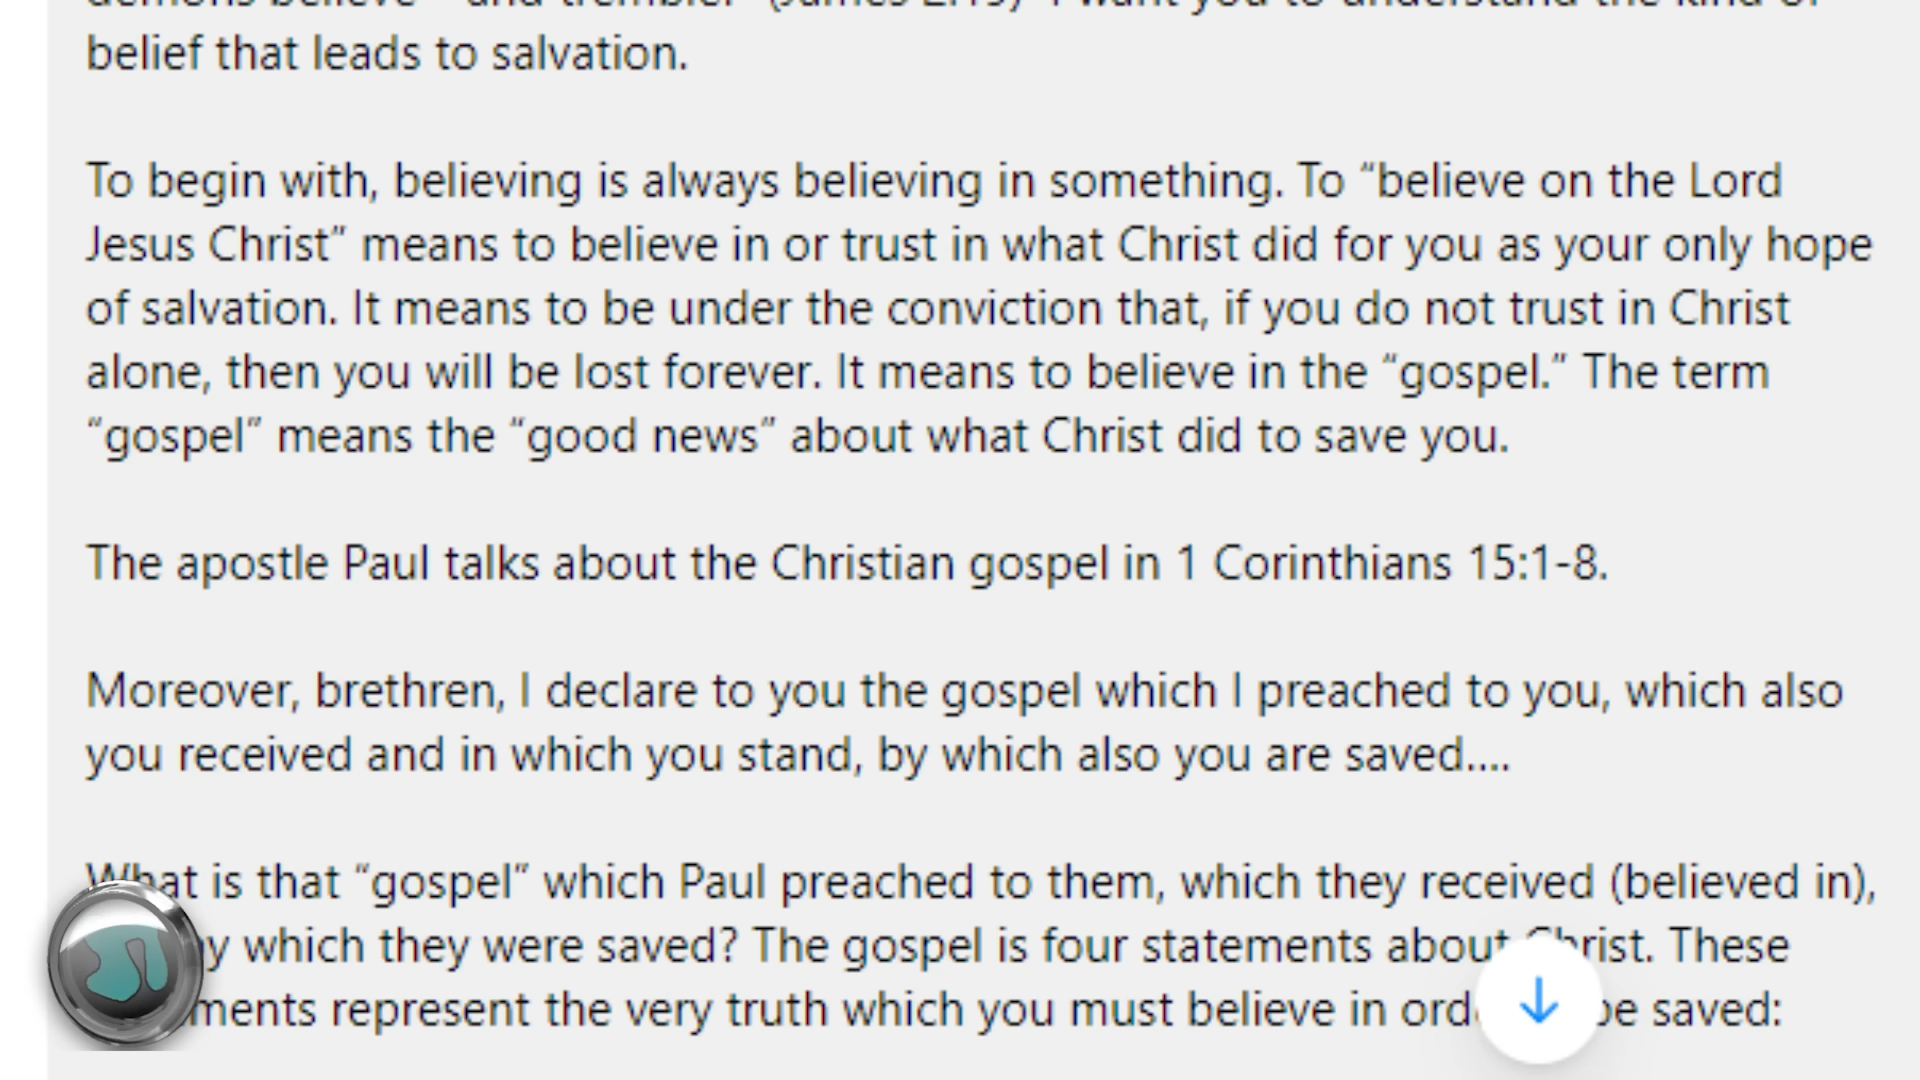 belief that leads to salvation.
To begin with, believing is always believing in something. To “believe on the Lord
Jesus Christ” means to believe in or trust in what Christ did for you as your only hope
of salvation. It means to be under the conviction that, if you do not trust in Christ
alone, then you will be lost forever. It means to believe in the “gospel.” The term
“gospel” means the “good news” about what Christ did to save you.
The apostle Paul talks about the Christian gospel in 1 Corinthians 15:1-8.
Moreover, brethren, I declare to you the gospel which I preached to you, which also
you received and in which you stand, by which also you are saved....
What is that “gospel” which Paul preached to them, which they received (believed in),
which they were saved? The gospel is four statements about Christ. These
represent the very truth which you must believe in be saved: